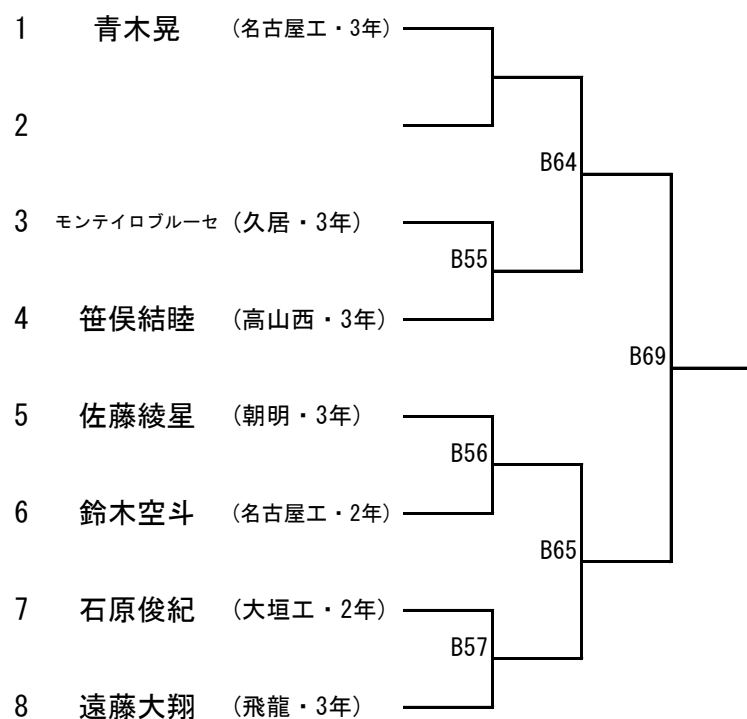 1 青木晃 (名古屋工・3年)
2
B64
3 モンテイロブルーセ (久居・3年)
B55
4 笹俣結睦 (高山西・3年)
B69
5 佐藤綾星 (朝明・3年)
B56
6 鈴木空斗 (名古屋工・2年)
B65
7 石原俊紀 (大垣工・2年)
B57
8 遠藤大翔 (飛龍・3年)